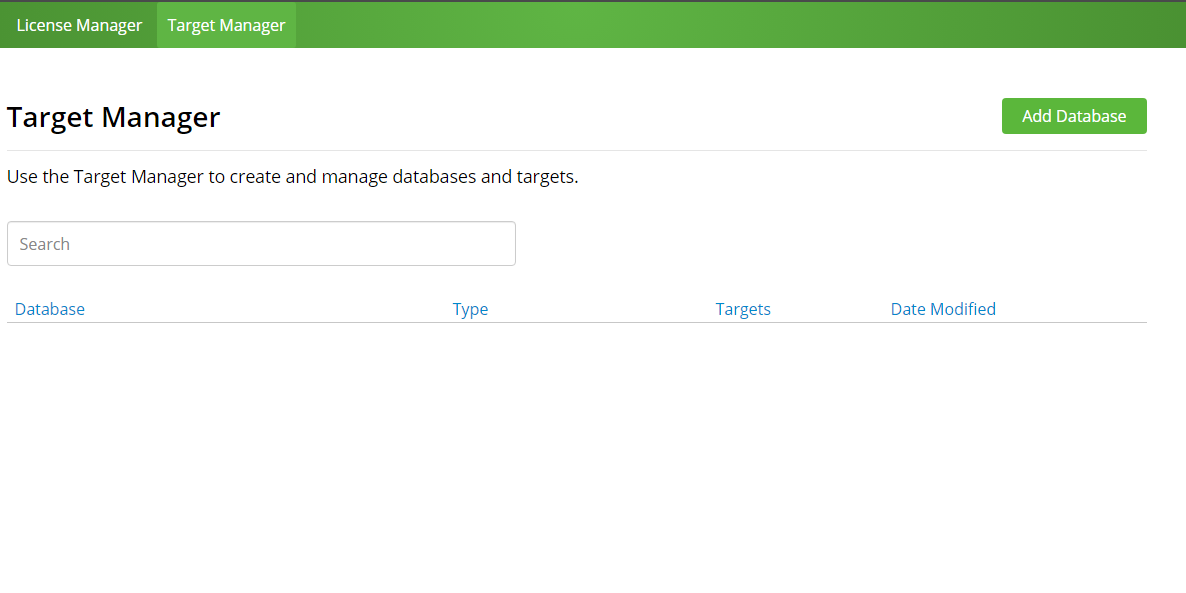 License Manager Target Manager
Target Manager Add Database
Use the Target Manager to create and manage databases and targets.
Search
Database Type Targets Date Modified